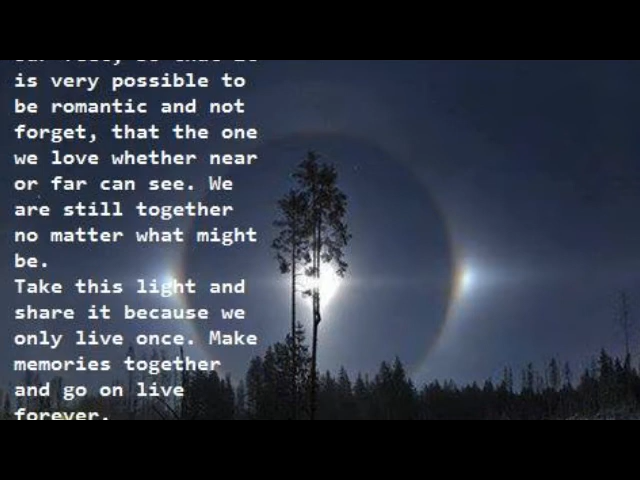 is very possible to
be romantic and not
forget, that the one
we love whether near
or far can see. We
are still together
no matter what might
be.
Take this light and
share it because we
only live once. Make
memories together
and go on live
forever.